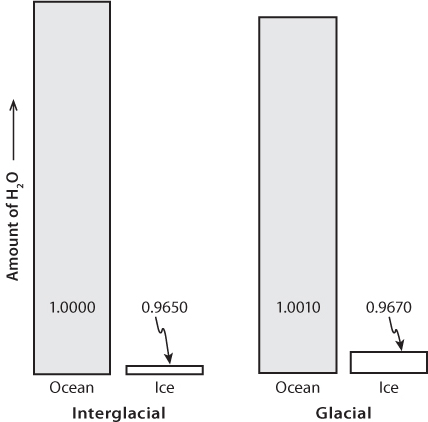 Amount of H₂O
1.0000
0.9650
1.0010
0.9670
Ocean
Ice
Ocean
Ice
Interglacial
Glacial